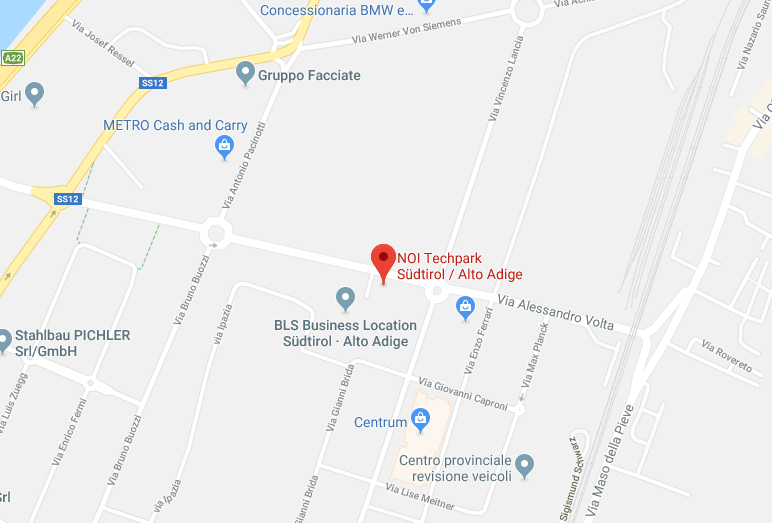 Concessionaria BMW e...
Via Werner Von Siemens
Via Josef Ressel
Via Nazario Saur
A22
SS12
Gruppo Facciate
Girl
Via Vincenzo Lancia
METRO Cash and Carry
Via Antonio Pacinotti
SS12
NOI Techpark
Südtirol / Alto Adige
Via Bruno Buozzi
Via Alessandro Volta
BLS Business Location
Südtirol · Alto Adige
Via Ipazia
Via Enzo Ferrari
Via Max Planck
Stahlbau PICHLER
Srl/GmbH
Via Rovereto
Via Luis Zuegg
Via Gianni Brida
Via Giovanni Caproni
Via Enrico Fermi
Via Bruno Buozzi
Centrum
Via Maso della Pieve
Sigismund Schwarz
Centro provinciale
revisione veicoli
Via Ipazia
Via Gianni Brida
Via Lise Meitner
Srl